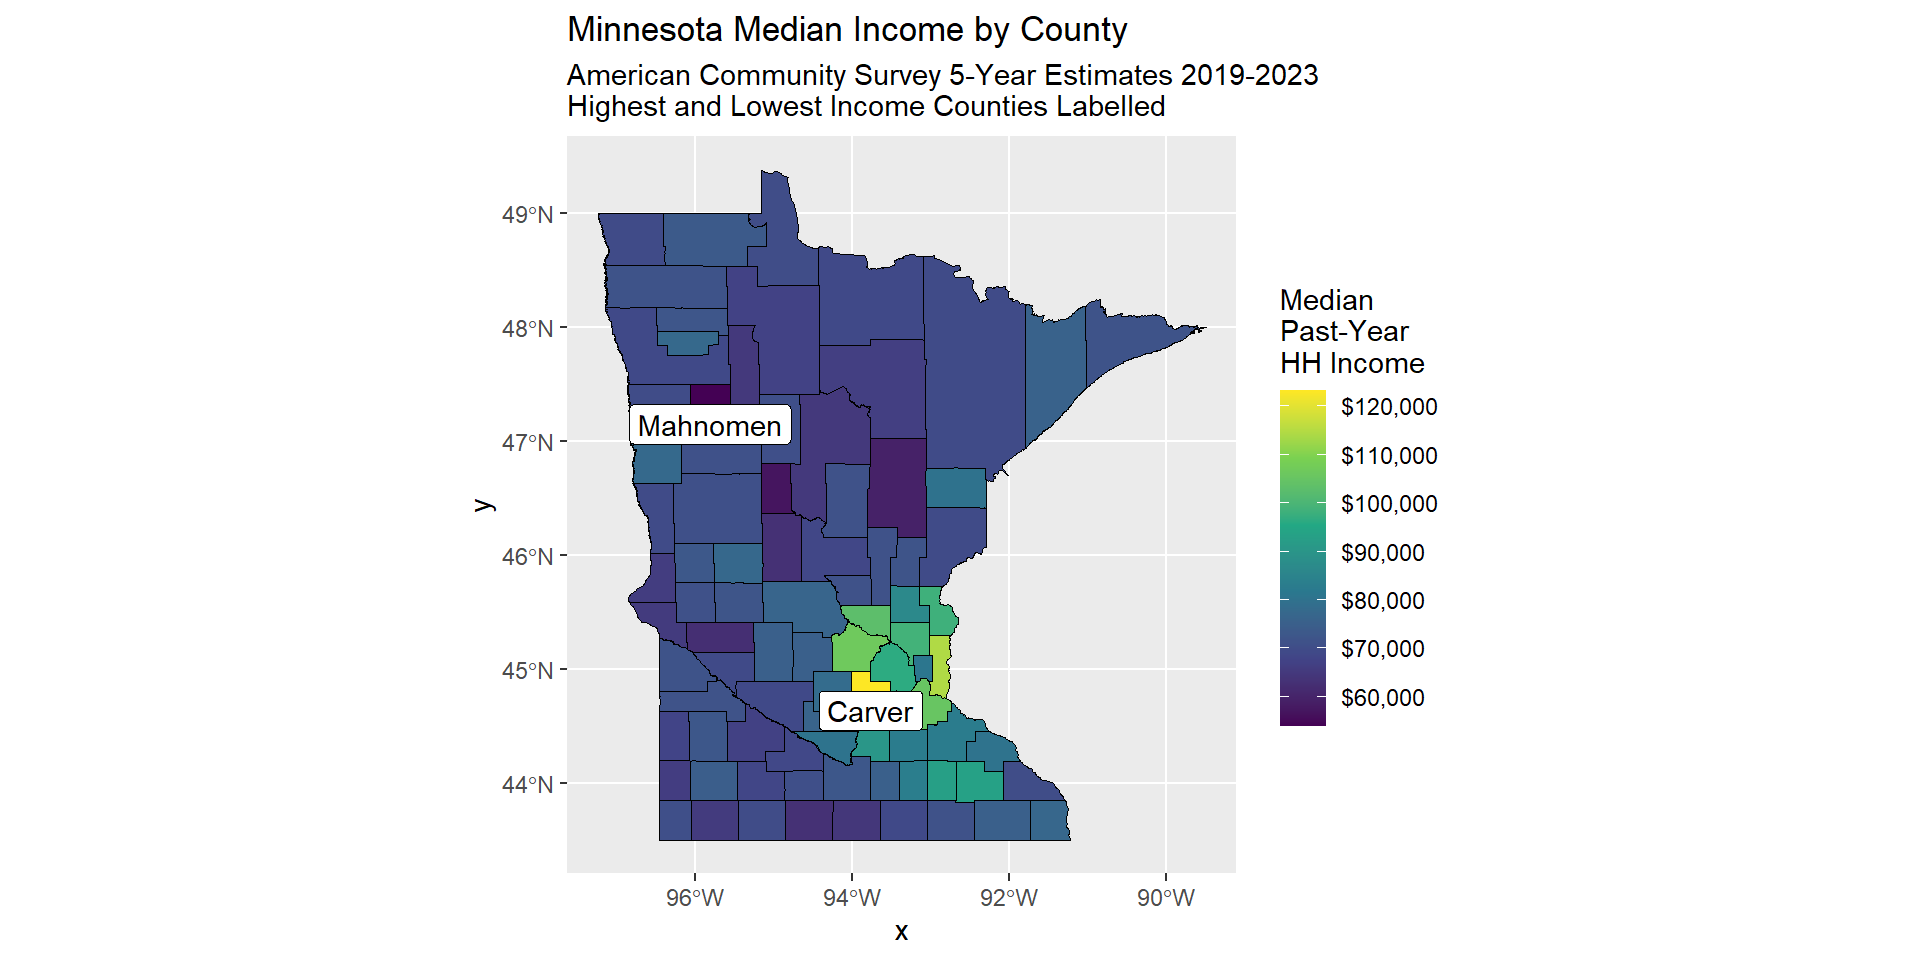 Minnesota Median Income by County
American Community Survey 5-Year Estimates 2019-2023
Highest and Lowest Income Counties Labelled
49°N
48°N
47°N
46°N
45°N
44°N
y
Mahnomen
Carver
96°W
94°W
92°W
90°W
x
Median
Past-Year
HH Income
$120,000
$110,000
$100,000
$90,000
$80,000
$70,000
$60,000